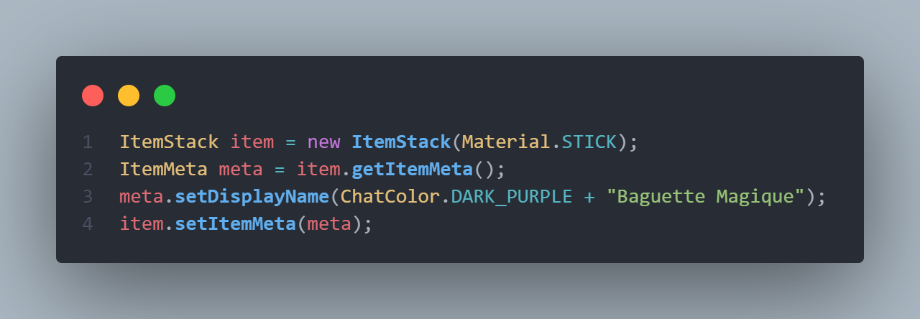 1 ItemStack item = new ItemStack(Material.STICK);
2 ItemMeta meta = item.getItemMeta();
3 meta.setDisplayName(ChatColor.DARK_PURPLE + "Baguette Magique");
4 item.setItemMeta(meta);